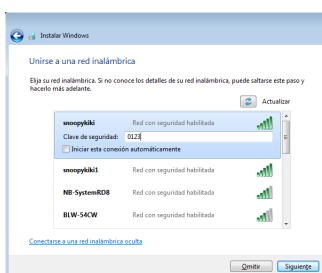 Instalar Windows
Unirse a una red inalámbrica
Elija su red inalámbrica. Si no conoce los detalles de su red inalámbrica, puede saltarse este paso y
hacerlo más adelante.
Actualizar
snoopykiki Red con seguridad habilitada
Clave de seguridad: 0123
Iniciar esta conexión automáticamente
snoopykiki1 Red con seguridad habilitada
NB-SystemRD8 Red con seguridad habilitada
BLW-54CW Red con seguridad habilitada
Conectarse a una red inalámbrica oculta
Omitir Siguiente